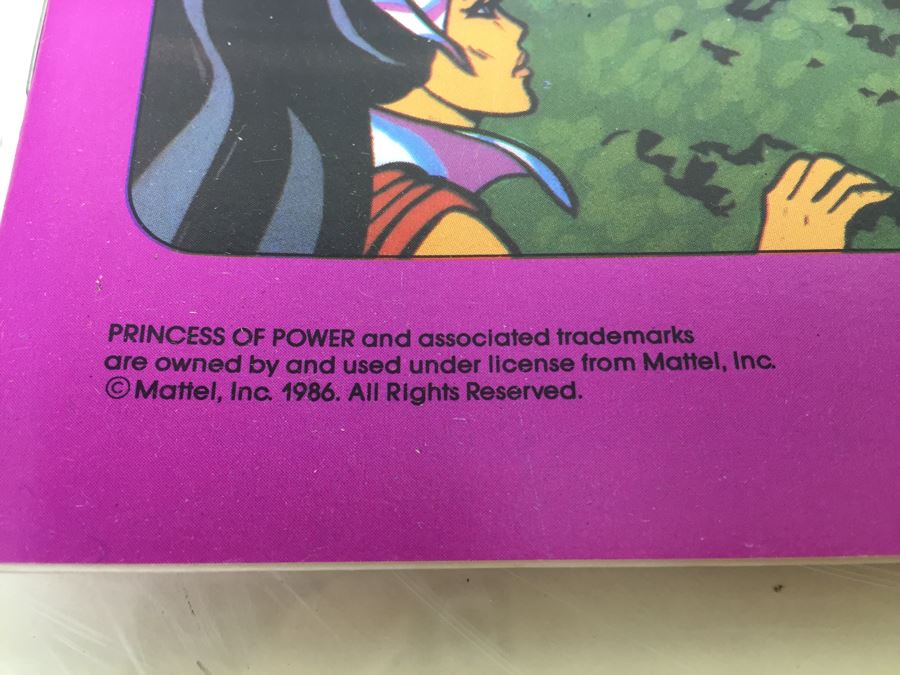 PRINCESS OF POWER and associated trademarks
are owned by and used under license from Mattel, Inc.
© Mattel, Inc. 1986. All Rights Reserved.